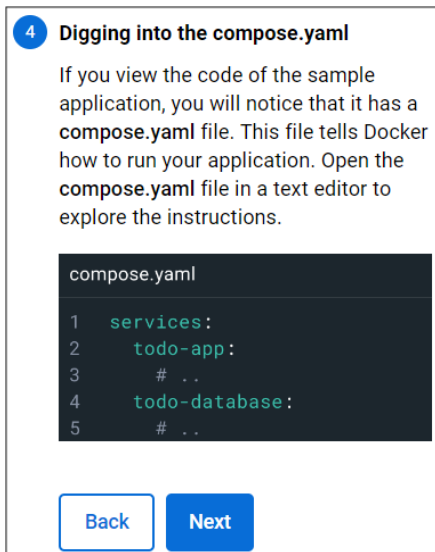 4 Digging into the compose.yaml
If you view the code of the sample
application, you will notice that it has a
compose.yaml file. This file tells Docker
how to run your application. Open the
compose.yaml file in a text editor to
explore the instructions.
compose.yaml
1 services:
2 todo-app:
3 # ..
4 todo-database:
5 # ..
Back Next